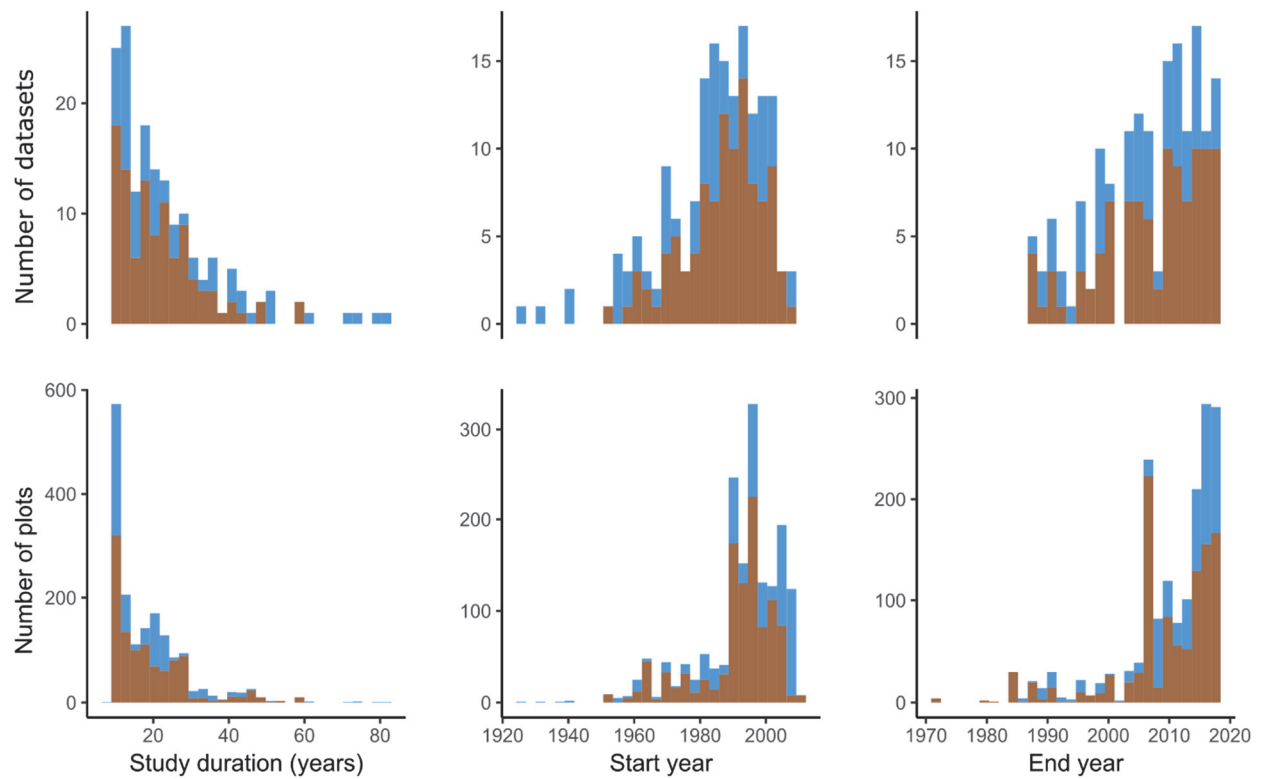 Number of datasets
20
10
0
15
10
5
0
15
10
5
0
Number of plots
600
400
200
0
300
200
100
0
300
200
100
0
20 40 60 80
1920 1940 1960 1980 2000
1970 1980 1990 2000 2010 2020
Study duration (years)
Start year
End year